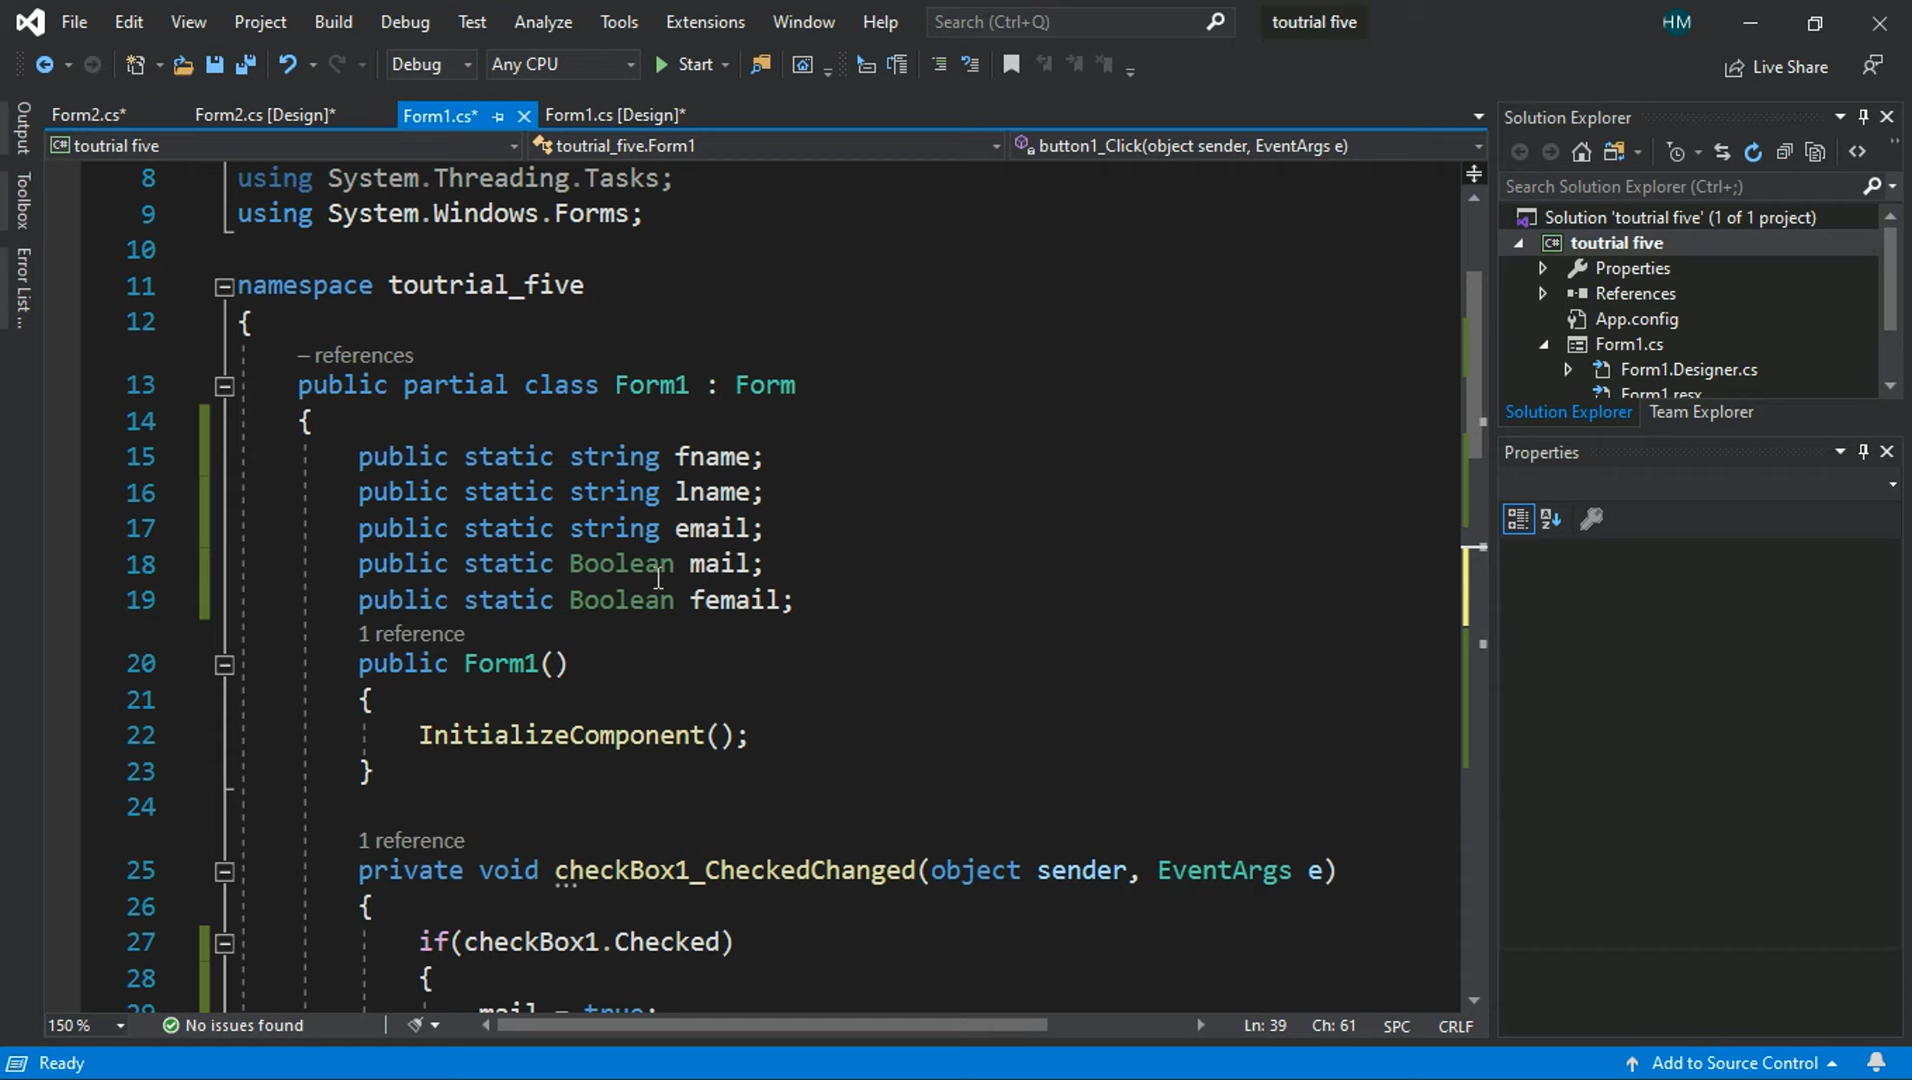 File Edit View Project Build Debug Test Analyze Tools Extensions Window Help Search (Ctrl+Q) toutrial five HM
Debug Any CPU Start Live Share
Form2.cs* Form2.cs [Design]* Form1.cs* Form1.cs [Design]*
toutrial five toutrial_five.Form1 button1_Click(object sender, EventArgs e)
Output
Toolbox
Error List ...
8 using System.Threading.Tasks;
9 using System.Windows.Forms;
10
11 namespace toutrial_five
12 {
– references
13 public partial class Form1 : Form
14 {
15 public static string fname;
16 public static string lname;
17 public static string email;
18 public static Boolean mail;
19 public static Boolean femail;
1 reference
20 public Form1()
21 {
22 InitializeComponent();
23 }
24
1 reference
25 private void checkBox1_CheckedChanged(object sender, EventArgs e)
26 {
27 if(checkBox1.Checked)
28 {
29 mail = true;
150 % No issues found Ln: 39 Ch: 61 SPC CRLF
Solution Explorer
Search Solution Explorer (Ctrl+;)
Solution 'toutrial five' (1 of 1 project)
C# toutrial five
Properties
References
App.config
Form1.cs
Form1.Designer.cs
Form1.resx
Solution Explorer Team Explorer
Properties
Ready Add to Source Control